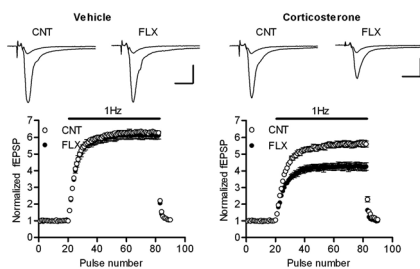 Vehicle
CNT
FLX
1Hz
CNT
FLX
Normalized fEPSP
7
6
5
4
3
2
1
0
0 20 40 60 80 100
Pulse number
Corticosterone
CNT
FLX
1Hz
CNT
FLX
Normalized fEPSP
7
6
5
4
3
2
1
0
0 20 40 60 80 100
Pulse number